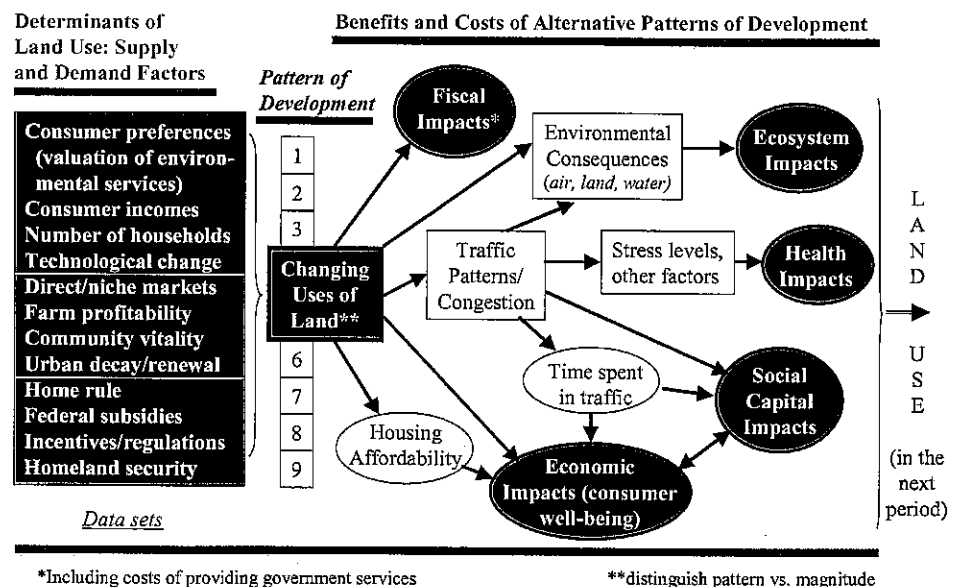 Determinants of
Land Use: Supply
and Demand Factors
Benefits and Costs of Alternative Patterns of Development
Pattern of
Development
Consumer preferences
(valuation of environ-
mental services)
Consumer incomes
Number of households
Technological change
Direct/niche markets
Farm profitability
Community vitality
Urban decay/renewal
Home rule
Federal subsidies
Incentives/regulations
Homeland security
Data sets
1
2
3
Changing
Uses of
Land**
6
7
8
9
Fiscal
Impacts*
Environmental
Consequences
(air, land, water)
Ecosystem
Impacts
Traffic
Patterns/
Congestion
Stress levels,
other factors
Health
Impacts
Time spent
in traffic
Social
Capital
Impacts
Housing
Affordability
Economic
Impacts (consumer
well-being)
L
A
N
D
U
S
E
(in the
next
period)
*Including costs of providing government services
**distinguish pattern vs. magnitude